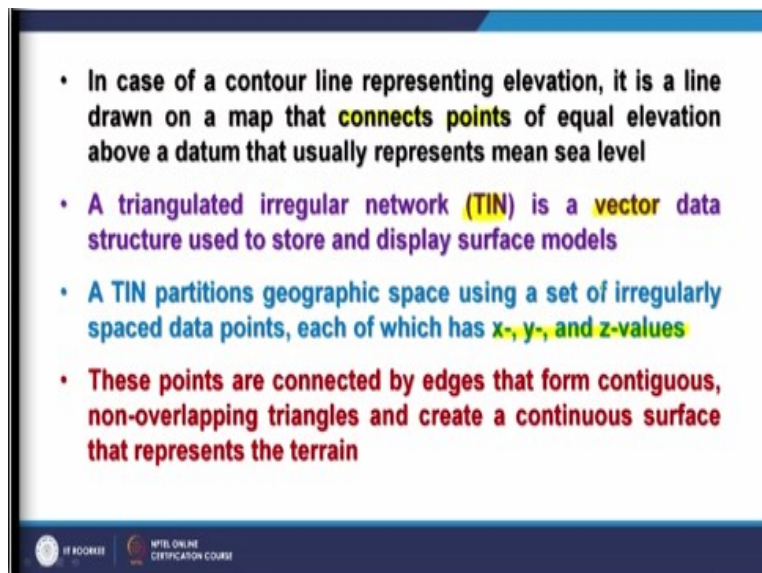 • In case of a contour line representing elevation, it is a line
drawn on a map that connects points of equal elevation
above a datum that usually represents mean sea level
• A triangulated irregular network (TIN) is a vector data
structure used to store and display surface models
• A TIN partitions geographic space using a set of irregularly
spaced data points, each of which has x-, y-, and z-values
• These points are connected by edges that form contiguous,
non-overlapping triangles and create a continuous surface
that represents the terrain
IIT ROORKEE
NPTEL ONLINE
CERTIFICATION COURSE